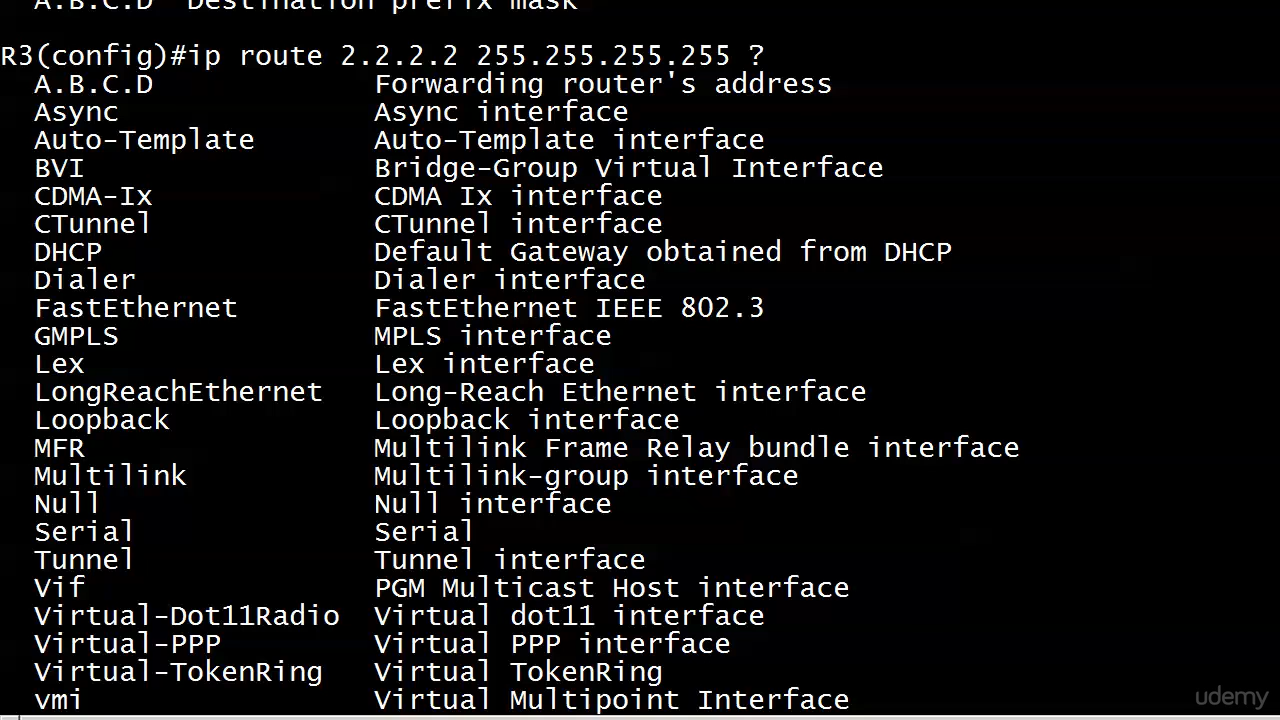 A.B.C.D  Destination prefix mask
R3(config)#ip route 2.2.2.2 255.255.255.255 ?
A.B.C.D              Forwarding router's address
Async                Async interface
Auto-Template        Auto-Template interface
BVI                  Bridge-Group Virtual Interface
CDMA-Ix              CDMA Ix interface
CTunnel              CTunnel interface
DHCP                 Default Gateway obtained from DHCP
Dialer               Dialer interface
FastEthernet         FastEthernet IEEE 802.3
GMPLS                MPLS interface
Lex                  Lex interface
LongReachEthernet    Long-Reach Ethernet interface
Loopback             Loopback interface
MFR                  Multilink Frame Relay bundle interface
Multilink            Multilink-group interface
Null                 Null interface
Serial               Serial
Tunnel               Tunnel interface
Vif                  PGM Multicast Host interface
Virtual-Dot11Radio   Virtual dot11 interface
Virtual-PPP          Virtual PPP interface
Virtual-TokenRing    Virtual TokenRing
vmi                  Virtual Multipoint Interface
udemy